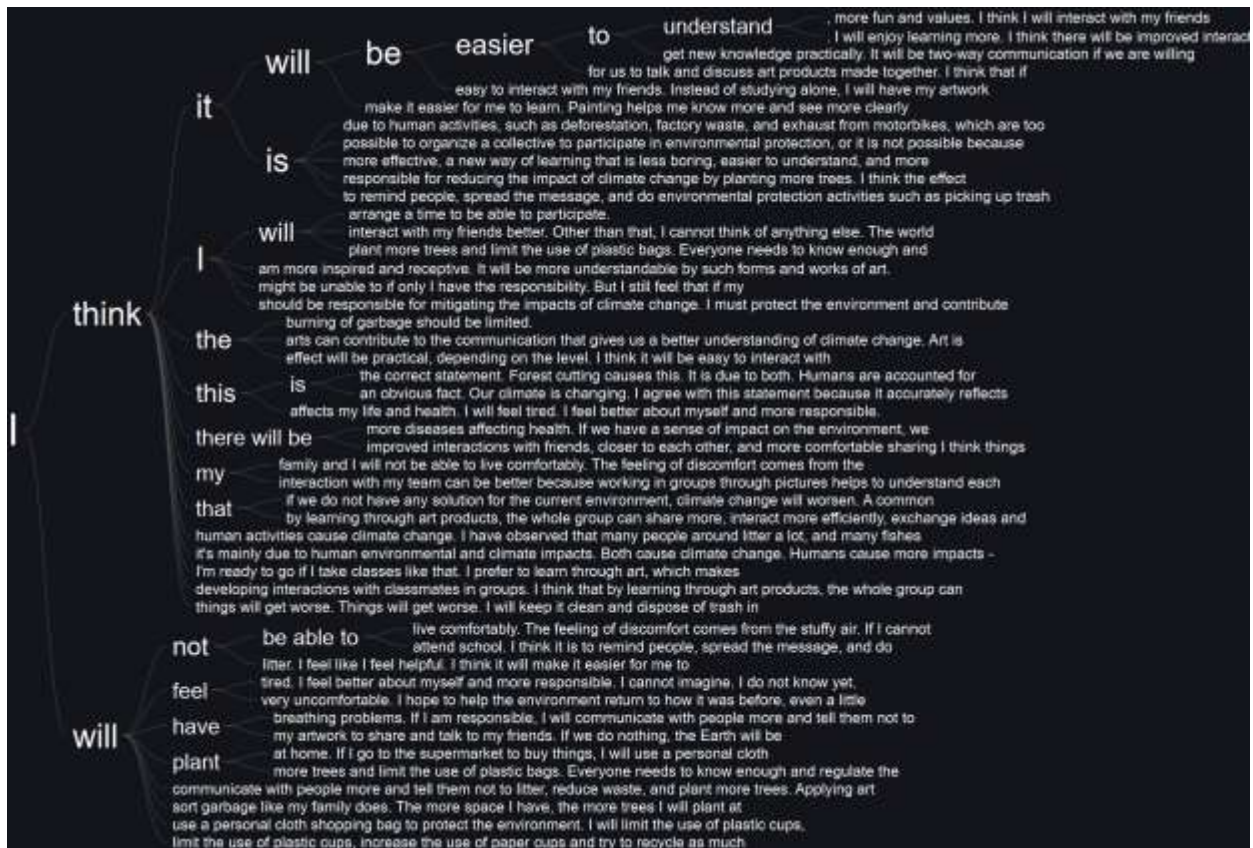 I
think
it
will
be
easier
to
understand
, more fun and values. I think I will interact with my friends
. I will enjoy learning more. I think there will be improved interact
get new knowledge practically. It will be two-way communication if we are willing
for us to talk and discuss art products made together. I think that if
easy to interact with my friends. Instead of studying alone, I will have my artwork
make it easier for me to learn. Painting helps me know more and see more clearly
is
due to human activities, such as deforestation, factory waste, and exhaust from motorbikes, which are too
possible to organize a collective to participate in environmental protection, or it is not possible because
more effective, a new way of learning that is less boring, easier to understand, and more
responsible for reducing the impact of climate change by planting more trees. I think the effect
to remind people, spread the message, and do environmental protection activities such as picking up trash
I
will
arrange a time to be able to participate.
interact with my friends better. Other than that, I cannot think of anything else. The world
plant more trees and limit the use of plastic bags. Everyone needs to know enough and
am more inspired and receptive. It will be more understandable by such forms and works of art.
might be unable to if only I have the responsibility. But I still feel that if my
should be responsible for mitigating the impacts of climate change. I must protect the environment and contribute
the
burning of garbage should be limited.
arts can contribute to the communication that gives us a better understanding of climate change. Art is
effect will be practical, depending on the level. I think it will be easy to interact with
this
is
the correct statement. Forest cutting causes this. It is due to both. Humans are accounted for
an obvious fact. Our climate is changing. I agree with this statement because it accurately reflects
affects my life and health. I will feel tired. I feel better about myself and more responsible.
there will be
more diseases affecting health. If we have a sense of impact on the environment, we
improved interactions with friends, closer to each other, and more comfortable sharing I think things
my
family and I will not be able to live comfortably. The feeling of discomfort comes from the
interaction with my team can be better because working in groups through pictures helps to understand each
that
if we do not have any solution for the current environment, climate change will worsen. A common
by learning through art products, the whole group can share more, interact more efficiently, exchange ideas and
human activities cause climate change. I have observed that many people around litter a lot, and many fishes
it's mainly due to human environmental and climate impacts. Both cause climate change. Humans cause more impacts -
I'm ready to go if I take classes like that. I prefer to learn through art, which makes
developing interactions with classmates in groups. I think that by learning through art products, the whole group can
things will get worse. Things will get worse. I will keep it clean and dispose of trash in
will
not
be able to
live comfortably. The feeling of discomfort comes from the stuffy air. If I cannot
attend school. I think it is to remind people, spread the message, and do
litter. I feel like I feel helpful. I think it will make it easier for me to
feel
tired. I feel better about myself and more responsible. I cannot imagine. I do not know yet,
very uncomfortable. I hope to help the environment return to how it was before, even a little
have
breathing problems. If I am responsible, I will communicate with people more and tell them not to
my artwork to share and talk to my friends. If we do nothing, the Earth will be
plant
at home. If I go to the supermarket to buy things, I will use a personal cloth
more trees and limit the use of plastic bags. Everyone needs to know enough and regulate the
communicate with people more and tell them not to litter, reduce waste, and plant more trees. Applying art
sort garbage like my family does. The more space I have, the more trees I will plant at
use a personal cloth shopping bag to protect the environment. I will limit the use of plastic cups,
limit the use of plastic cups, increase the use of paper cups and try to recycle as much